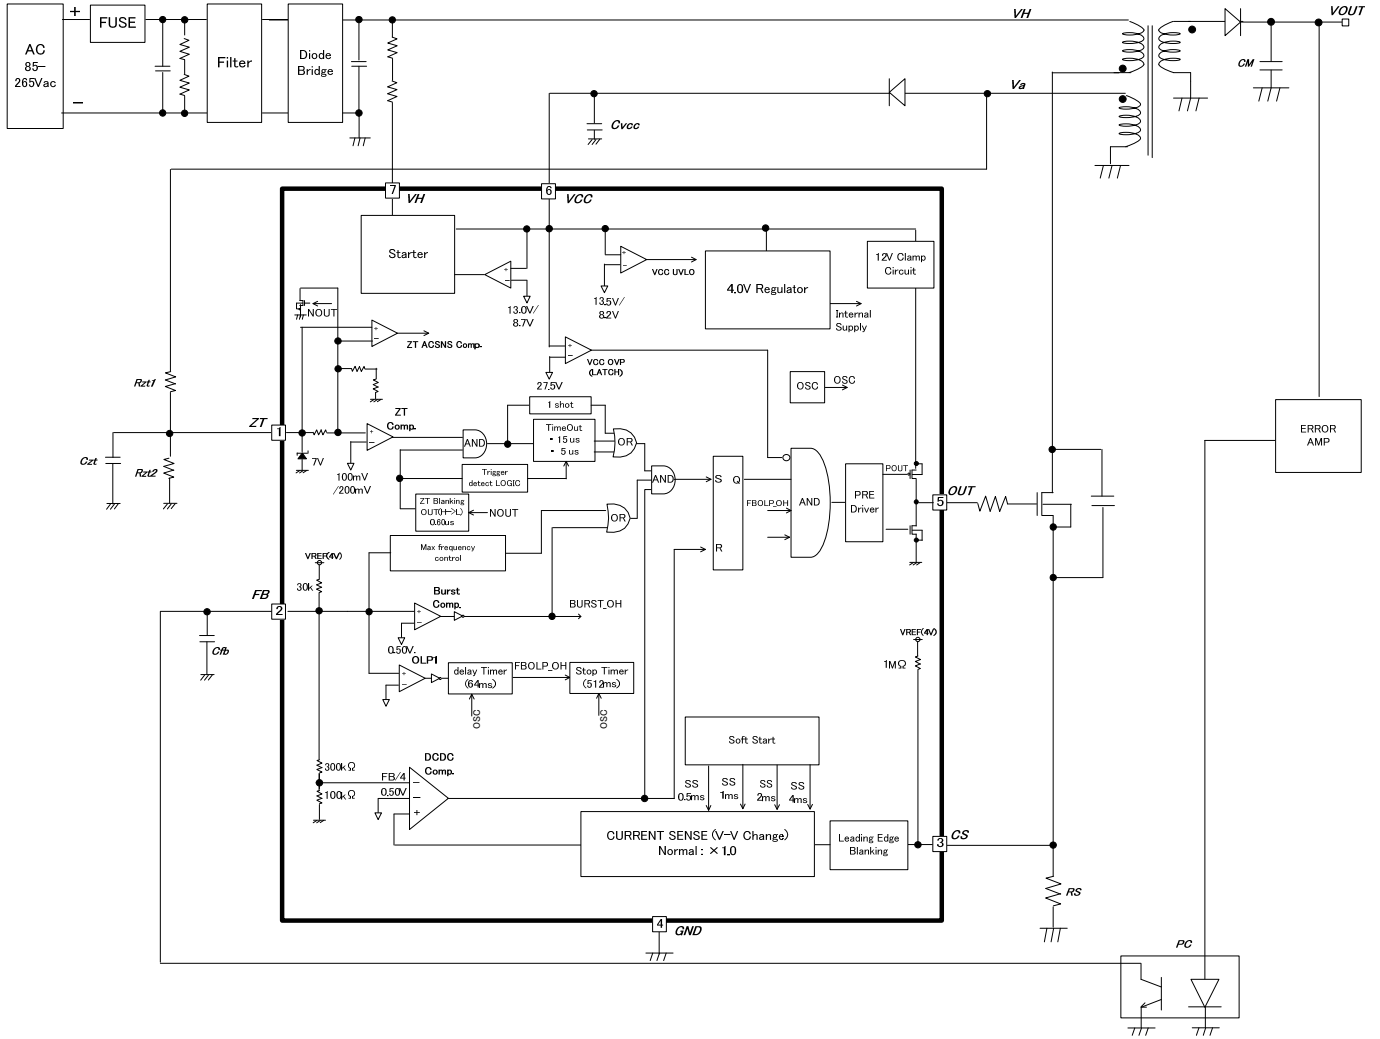 AC
85-
265Vac
+
-
FUSE
Filter
Diode
Bridge
VH
VOUT
CM
Va
Cvcc
7
VH
6
VCC
Starter
13.0V/
8.7V
13.5V/
8.2V
VCC UVLO
4.0V Regulator
Internal
Supply
12V Clamp
Circuit
NOUT
ZT ACSNS Comp.
27.5V
VCC OVP
(LATCH)
OSC
OSC
Rzt1
ZT
1
Czt
Rzt2
7V
ZT
Comp.
100mV
/200mV
AND
1 shot
TimeOut
- 15 us
- 5 us
OR
Trigger
detect LOGIC
ZT Blanking
OUT(H->L)
0.60us
NOUT
AND
OR
S
Q
R
FBOLP_OH
AND
PRE
Driver
POUT
5
OUT
ERROR
AMP
VREF(4V)
30k
Max frequency
control
FB
2
Cfb
Burst
Comp.
0.50V.
BURST_OH
OLP1
delay Timer
(64ms)
FBOLP_OH
Stop Timer
(512ms)
OSC
OSC
VREF(4V)
1MΩ
Soft Start
SS
0.5ms
SS
1ms
SS
2ms
SS
4ms
300kΩ
100kΩ
FB/4
0.50V
DCDC
Comp.
-
-
+
CURRENT SENSE (V-V Change)
Normal : ×1.0
Leading Edge
Blanking
3
CS
RS
4
GND
PC